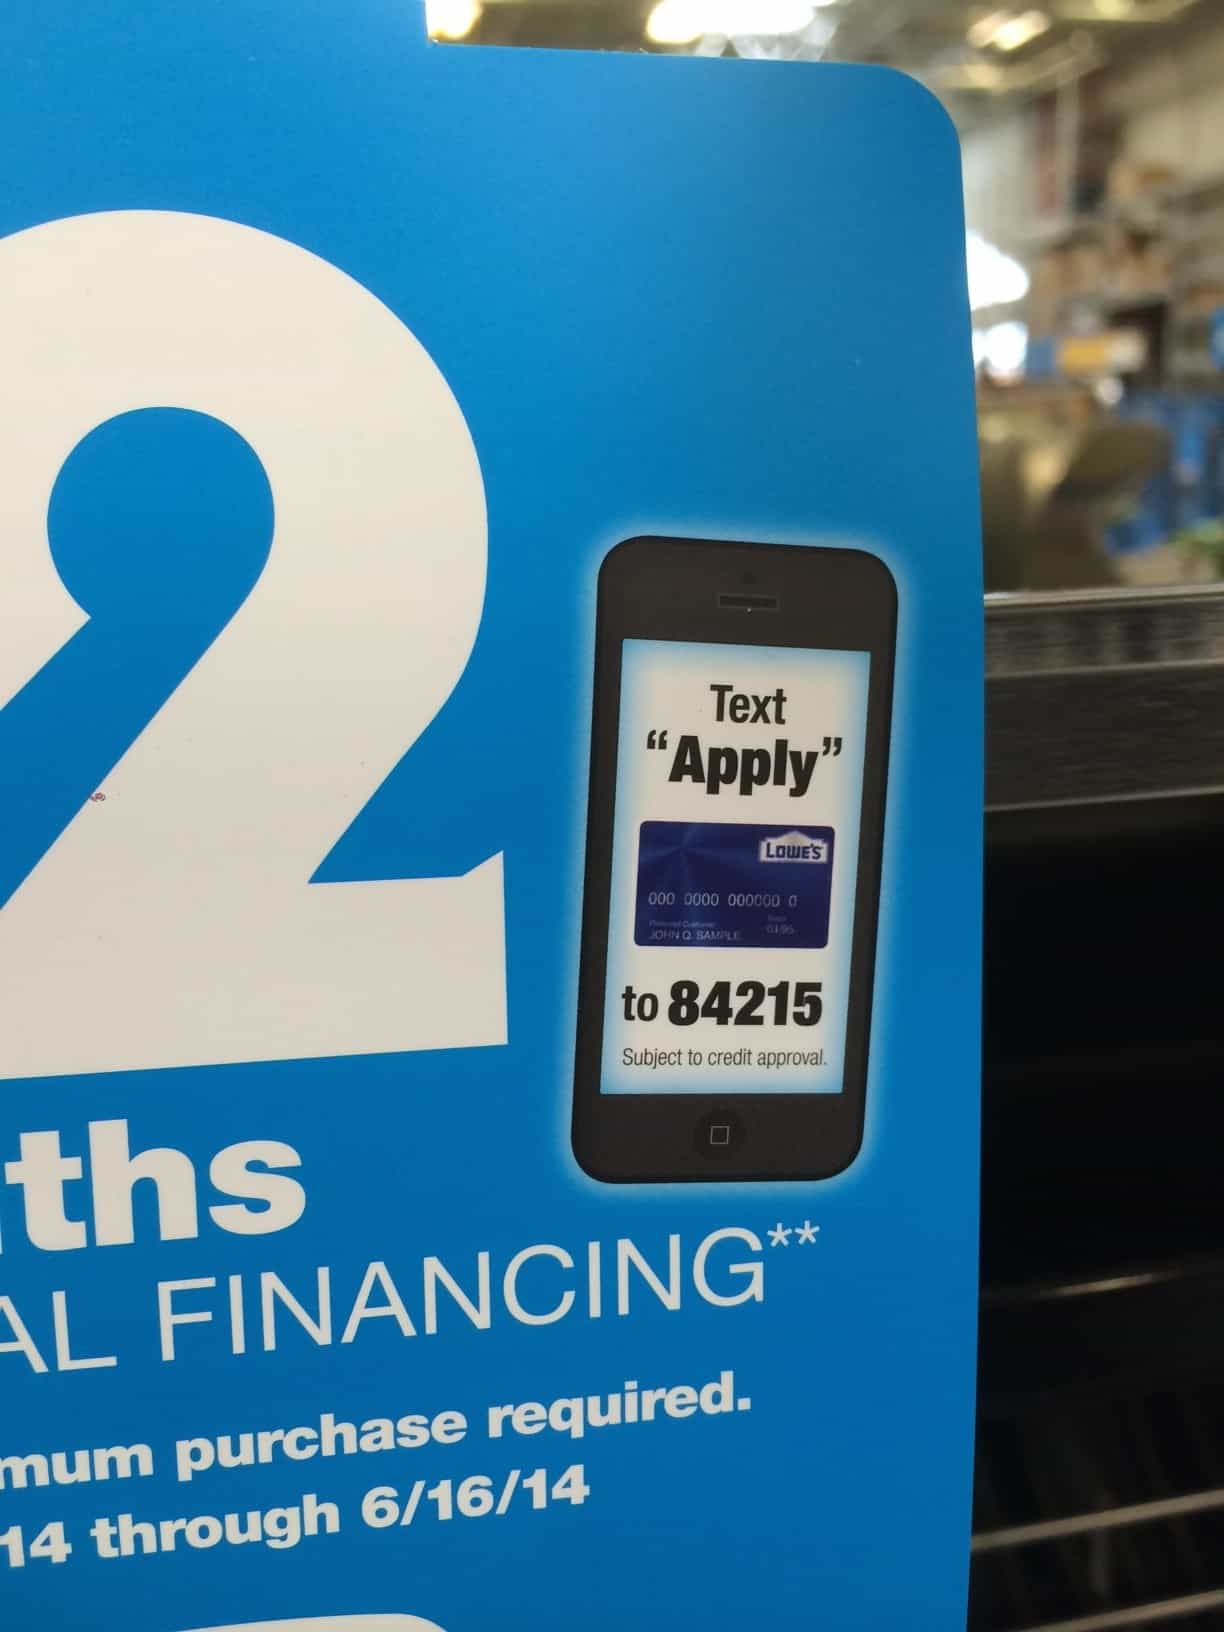 2
Text
“Apply”
LOWE'S
000 0000 000000 0
JOHN Q. SAMPLE
to 84215
Subject to credit approval.
ths
AL FINANCING**
mum purchase required.
14 through 6/16/14